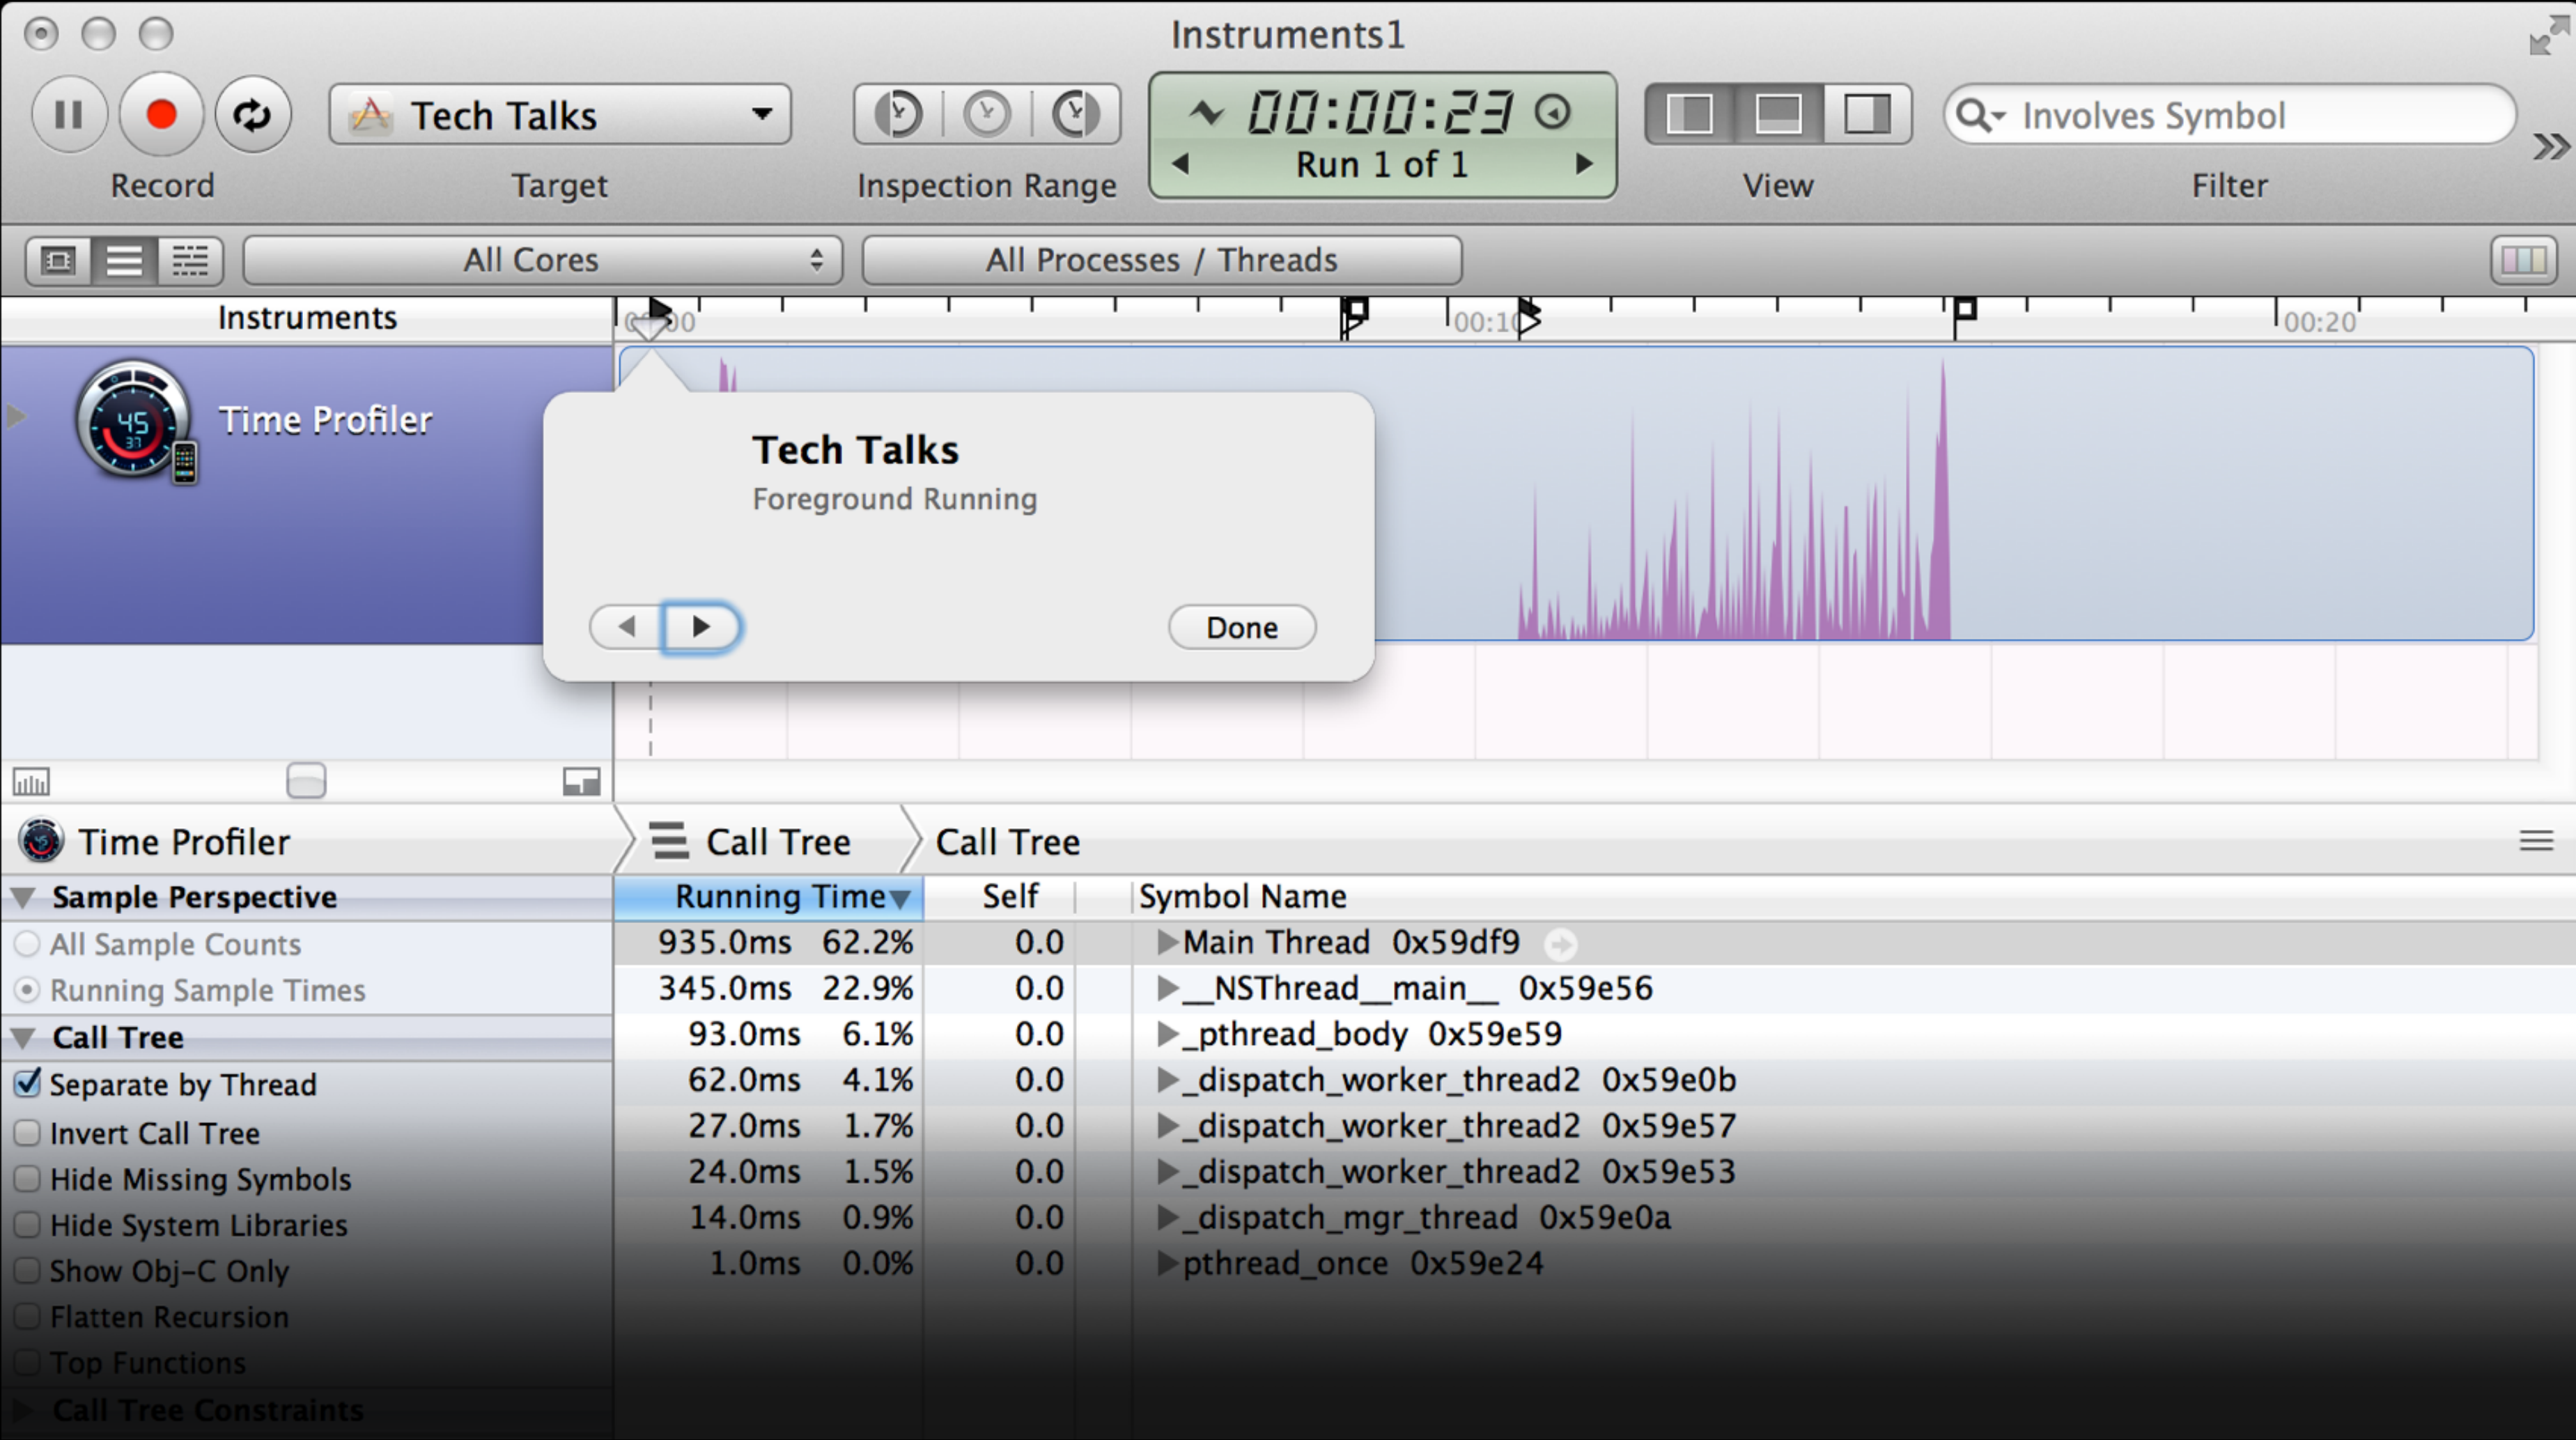 Instruments1
Tech Talks
00:00:23
Run 1 of 1
Involves Symbol
Record
Target
Inspection Range
View
Filter
All Cores
All Processes / Threads
Instruments
00:10
00:20
45
37
Time Profiler
Tech Talks
Foreground Running
Done
Time Profiler
Call Tree
Call Tree
Sample Perspective
Running Time
Self
Symbol Name
All Sample Counts
935.0ms 62.2% 0.0 Main Thread 0x59df9
Running Sample Times
345.0ms 22.9% 0.0 __NSThread__main__ 0x59e56
Call Tree
93.0ms 6.1% 0.0 _pthread_body 0x59e59
Separate by Thread
62.0ms 4.1% 0.0 _dispatch_worker_thread2 0x59e0b
Invert Call Tree
27.0ms 1.7% 0.0 _dispatch_worker_thread2 0x59e57
Hide Missing Symbols
24.0ms 1.5% 0.0 _dispatch_worker_thread2 0x59e53
Hide System Libraries
14.0ms 0.9% 0.0 _dispatch_mgr_thread 0x59e0a
Show Obj-C Only
1.0ms 0.0% 0.0 pthread_once 0x59e24
Flatten Recursion
Top Functions
Call Tree Constraints